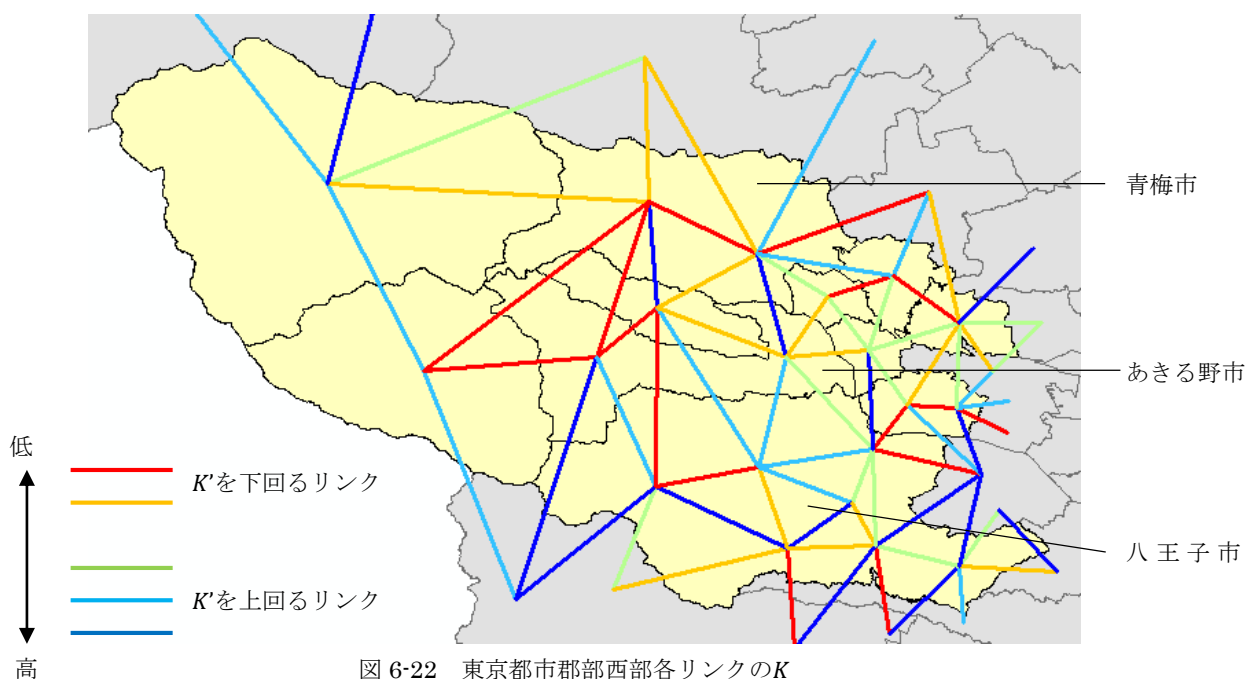 青梅市
あきる野市
低
K'を下回るリンク
K'を上回るリンク
八王子市
高
図 6-22 東京都市郡部西部各リンクのK